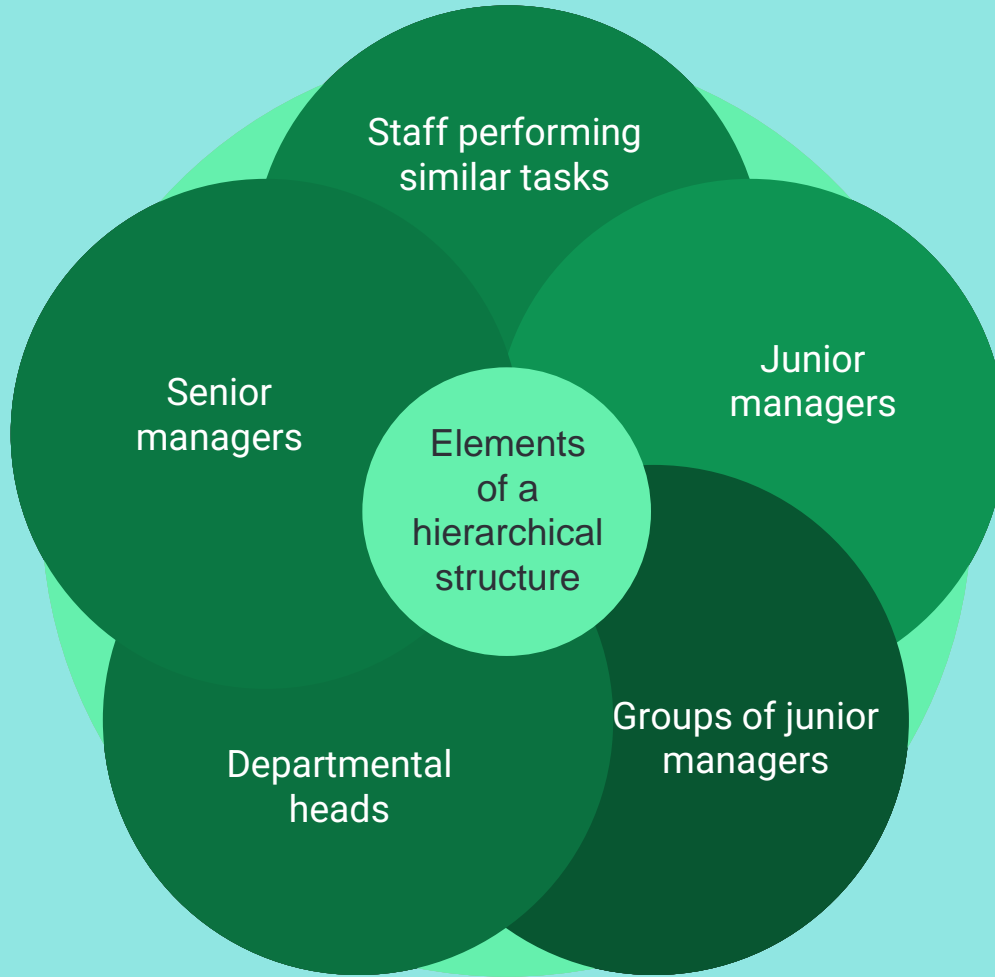 Staff performing
similar tasks
Junior
managers
Senior
managers
Elements
of a
hierarchical
structure
Groups of junior
managers
Departmental
heads